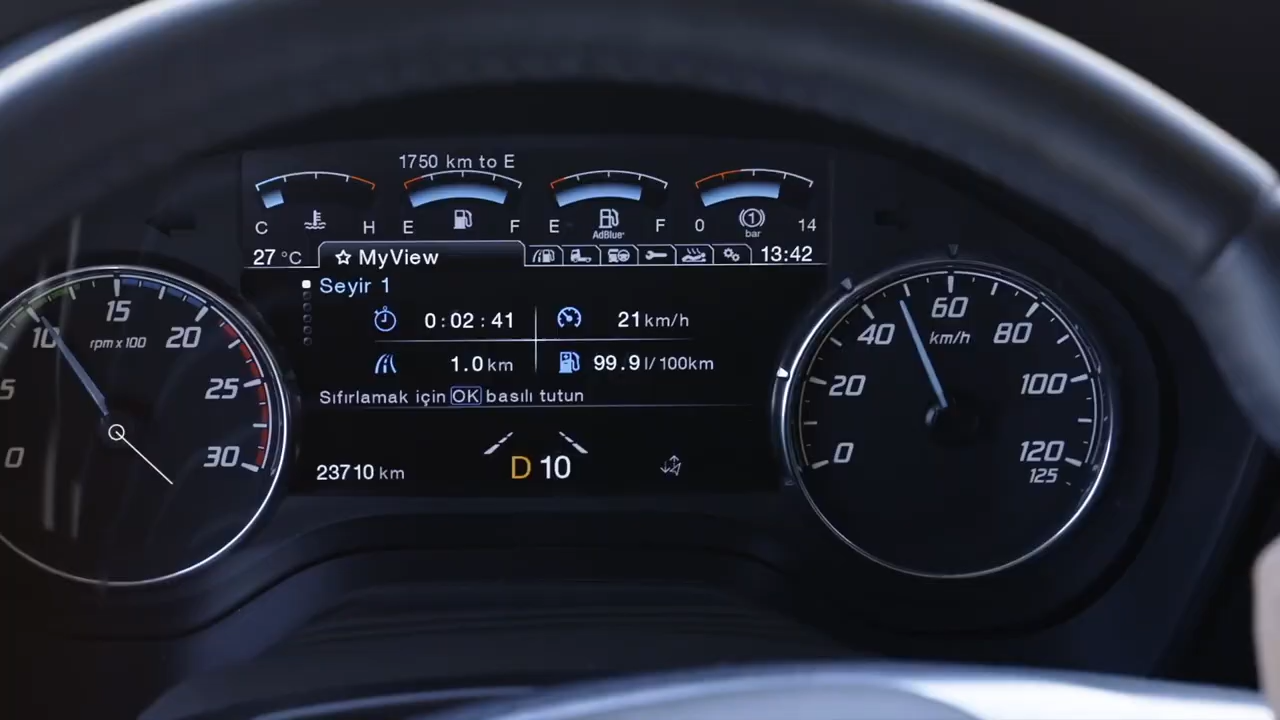 1750 km to E
C H E F E F 0 14
AdBlue
1
bar
27 °C MyView 13:42
Seyir 1
0:02:41 21 km/h
1.0 km 99.9 l/100km
Sıfırlamak için OK basılı tutun
23710 km D 10
0 5 10 15 20 25 30
rpm x 100
0 20 40 60 80 100 120 125
km/h